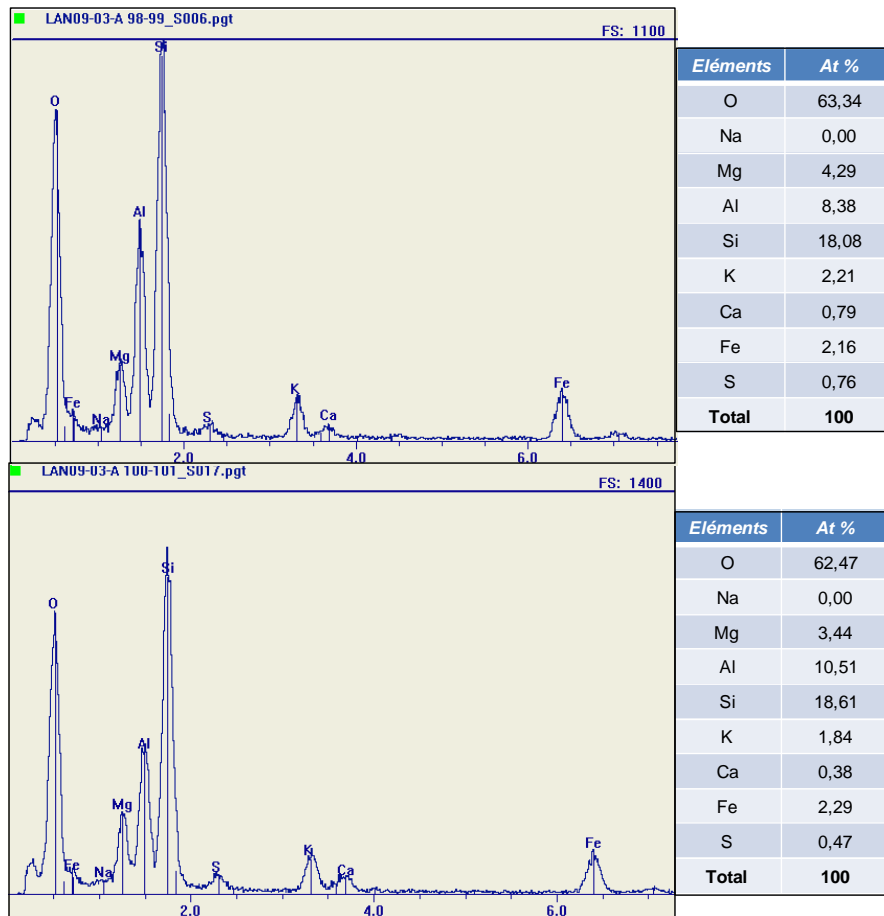 LAN09-03-A 98-99_S006.pgt
FS: 1100
Si
O
Al
Mg
Fe
Na
S
K
Ca
Fe
2.0 4.0 6.0
Eléments At %
O 63,34
Na 0,00
Mg 4,29
Al 8,38
Si 18,08
K 2,21
Ca 0,79
Fe 2,16
S 0,76
Total 100
LAN09-03-A 100-101_S017.pgt
FS: 1400
Si
O
Al
Mg
Fe
Na
S
K
Ca
Fe
2.0 4.0 6.0
Eléments At %
O 62,47
Na 0,00
Mg 3,44
Al 10,51
Si 18,61
K 1,84
Ca 0,38
Fe 2,29
S 0,47
Total 100